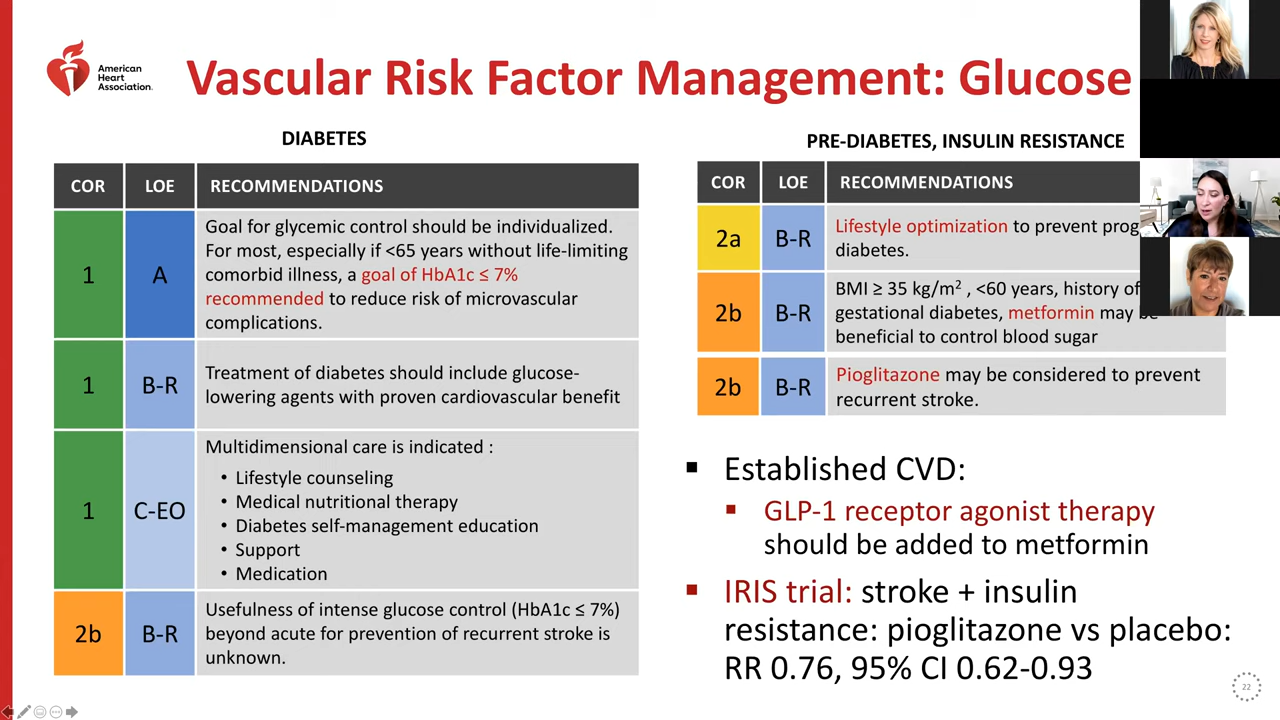 American
Heart
Association.
Vascular Risk Factor Management: Glucose
DIABETES
COR LOE RECOMMENDATIONS
1 A Goal for glycemic control should be individualized.
For most, especially if <65 years without life-limiting
comorbid illness, a goal of HbA1c ≤ 7%
recommended to reduce risk of microvascular
complications.
1 B-R Treatment of diabetes should include glucose-
lowering agents with proven cardiovascular benefit
1 C-EO Multidimensional care is indicated :
• Lifestyle counseling
• Medical nutritional therapy
• Diabetes self-management education
• Support
• Medication
2b B-R Usefulness of intense glucose control (HbA1c ≤ 7%)
beyond acute for prevention of recurrent stroke is
unknown.
PRE-DIABETES, INSULIN RESISTANCE
COR LOE RECOMMENDATIONS
2a B-R Lifestyle optimization to prevent
diabetes.
2b B-R BMI ≥ 35 kg/m² , <60 years, history of
gestational diabetes, metformin may be
beneficial to control blood sugar
2b B-R Pioglitazone may be considered to prevent
recurrent stroke.
▪ Established CVD:
▪ GLP-1 receptor agonist therapy
should be added to metformin
▪ IRIS trial: stroke + insulin
resistance: pioglitazone vs placebo:
RR 0.76, 95% CI 0.62-0.93
22